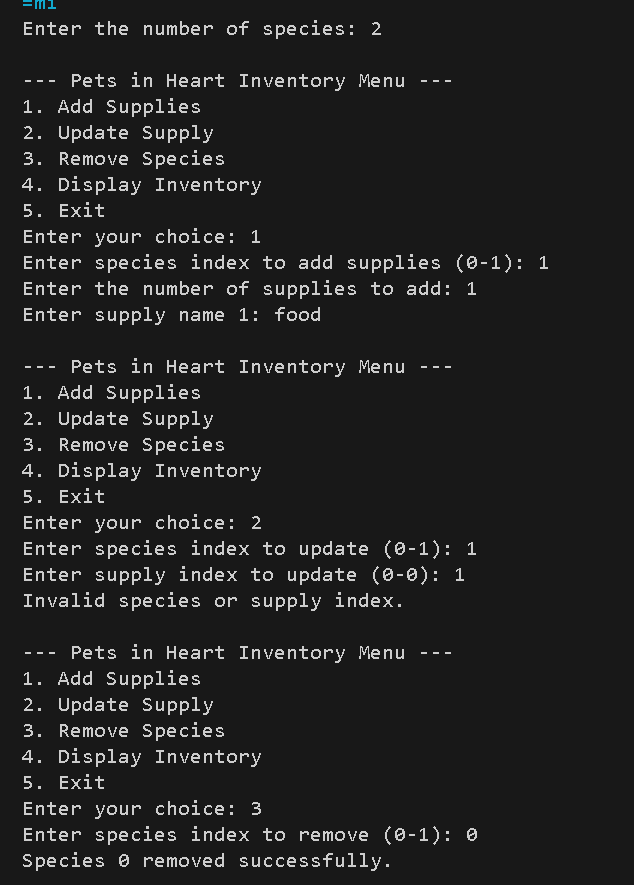 =mi
Enter the number of species: 2
--- Pets in Heart Inventory Menu ---
1. Add Supplies
2. Update Supply
3. Remove Species
4. Display Inventory
5. Exit
Enter your choice: 1
Enter species index to add supplies (0-1): 1
Enter the number of supplies to add: 1
Enter supply name 1: food
--- Pets in Heart Inventory Menu ---
1. Add Supplies
2. Update Supply
3. Remove Species
4. Display Inventory
5. Exit
Enter your choice: 2
Enter species index to update (0-1): 1
Enter supply index to update (0-0): 1
Invalid species or supply index.
--- Pets in Heart Inventory Menu ---
1. Add Supplies
2. Update Supply
3. Remove Species
4. Display Inventory
5. Exit
Enter your choice: 3
Enter species index to remove (0-1): 0
Species 0 removed successfully.